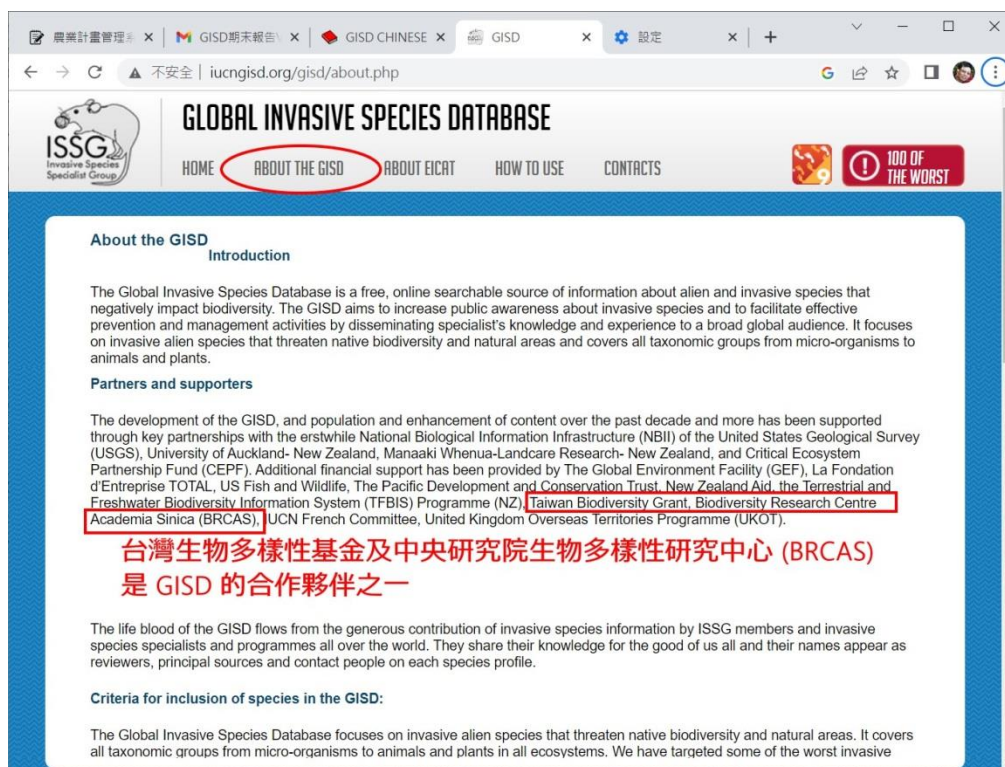 農業計畫管理
GISD期末報告
GISD CHINESE
GISD
設定
不安全 | iucngisd.org/gisd/about.php
ISSG
Invasive Species
Specialist Group
GLOBAL INVASIVE SPECIES DATABASE
HOME ABOUT THE GISD ABOUT EICAT HOW TO USE CONTACTS
100 OF
THE WORST
About the GISD
Introduction
The Global Invasive Species Database is a free, online searchable source of information about alien and invasive species that
negatively impact biodiversity. The GISD aims to increase public awareness about invasive species and to facilitate effective
prevention and management activities by disseminating specialist's knowledge and experience to a broad global audience. It focuses
on invasive alien species that threaten native biodiversity and natural areas and covers all taxonomic groups from micro-organisms to
animals and plants.
Partners and supporters
The development of the GISD, and population and enhancement of content over the past decade and more has been supported
through key partnerships with the erstwhile National Biological Information Infrastructure (NBII) of the United States Geological Survey
(USGS), University of Auckland- New Zealand, Manaaki Whenua-Landcare Research- New Zealand, and Critical Ecosystem
Partnership Fund (CEPF). Additional financial support has been provided by The Global Environment Facility (GEF), La Fondation
d'Entreprise TOTAL, US Fish and Wildlife, The Pacific Development and Conservation Trust, New Zealand Aid, the Terrestrial and
Freshwater Biodiversity Information System (TFBIS) Programme (NZ), Taiwan Biodiversity Grant, Biodiversity Research Centre
Academia Sinica (BRCAS), IUCN French Committee, United Kingdom Overseas Territories Programme (UKOT).
台灣生物多樣性基金及中央研究院生物多樣性研究中心 (BRCAS)
是 GISD 的合作夥伴之一
The life blood of the GISD flows from the generous contribution of invasive species information by ISSG members and invasive
species specialists and programmes all over the world. They share their knowledge for the good of us all and their names appear as
reviewers, principal sources and contact people on each species profile.
Criteria for inclusion of species in the GISD:
The Global Invasive Species Database focuses on invasive alien species that threaten native biodiversity and natural areas. It covers
all taxonomic groups from micro-organisms to animals and plants in all ecosystems. We have targeted some of the worst invasive